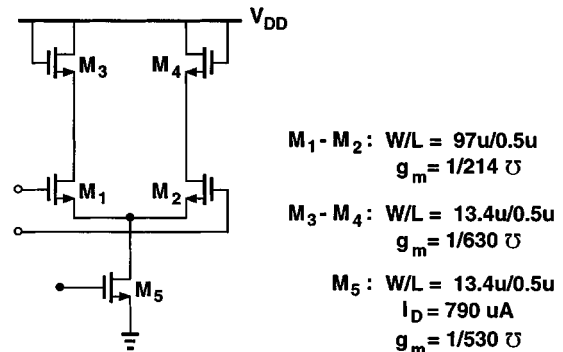 V_DD
M_3
M_4
M_1 - M_2 : W/L = 97u/0.5u
g_m = 1/214 ℧
M_1
M_2
M_3 - M_4 : W/L = 13.4u/0.5u
g_m = 1/630 ℧
M_5
M_5 : W/L = 13.4u/0.5u
I_D = 790 uA
g_m = 1/530 ℧